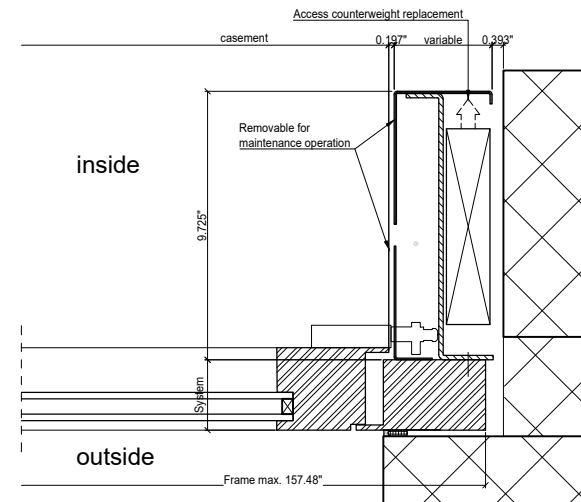 Access counterweight replacement
casement
0.197"
variable
0.393"
Removable for
maintenance operation
inside
9.725"
System
outside
Frame max. 157.48"